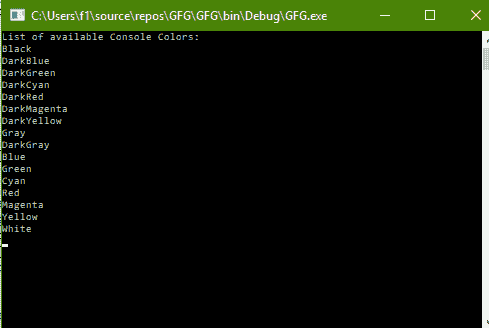 C:\Users\f1\source\repos\GFG\GFG\bin\Debug\GFG.exe
List of available Console Colors:
Black
DarkBlue
DarkGreen
DarkCyan
DarkRed
DarkMagenta
DarkYellow
Gray
DarkGray
Blue
Green
Cyan
Red
Magenta
Yellow
White